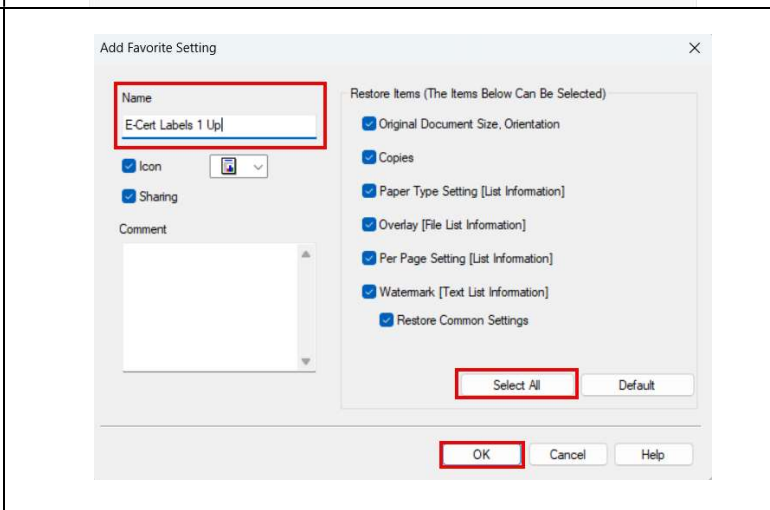 Add Favorite Setting
Name
E-Cert Labels 1 Up
Icon
Sharing
Comment
Restore Items (The Items Below Can Be Selected)
Original Document Size, Orientation
Copies
Paper Type Setting [List Information]
Overlay [File List Information]
Per Page Setting [List Information]
Watermark [Text List Information]
Restore Common Settings
Select All
Default
OK
Cancel
Help